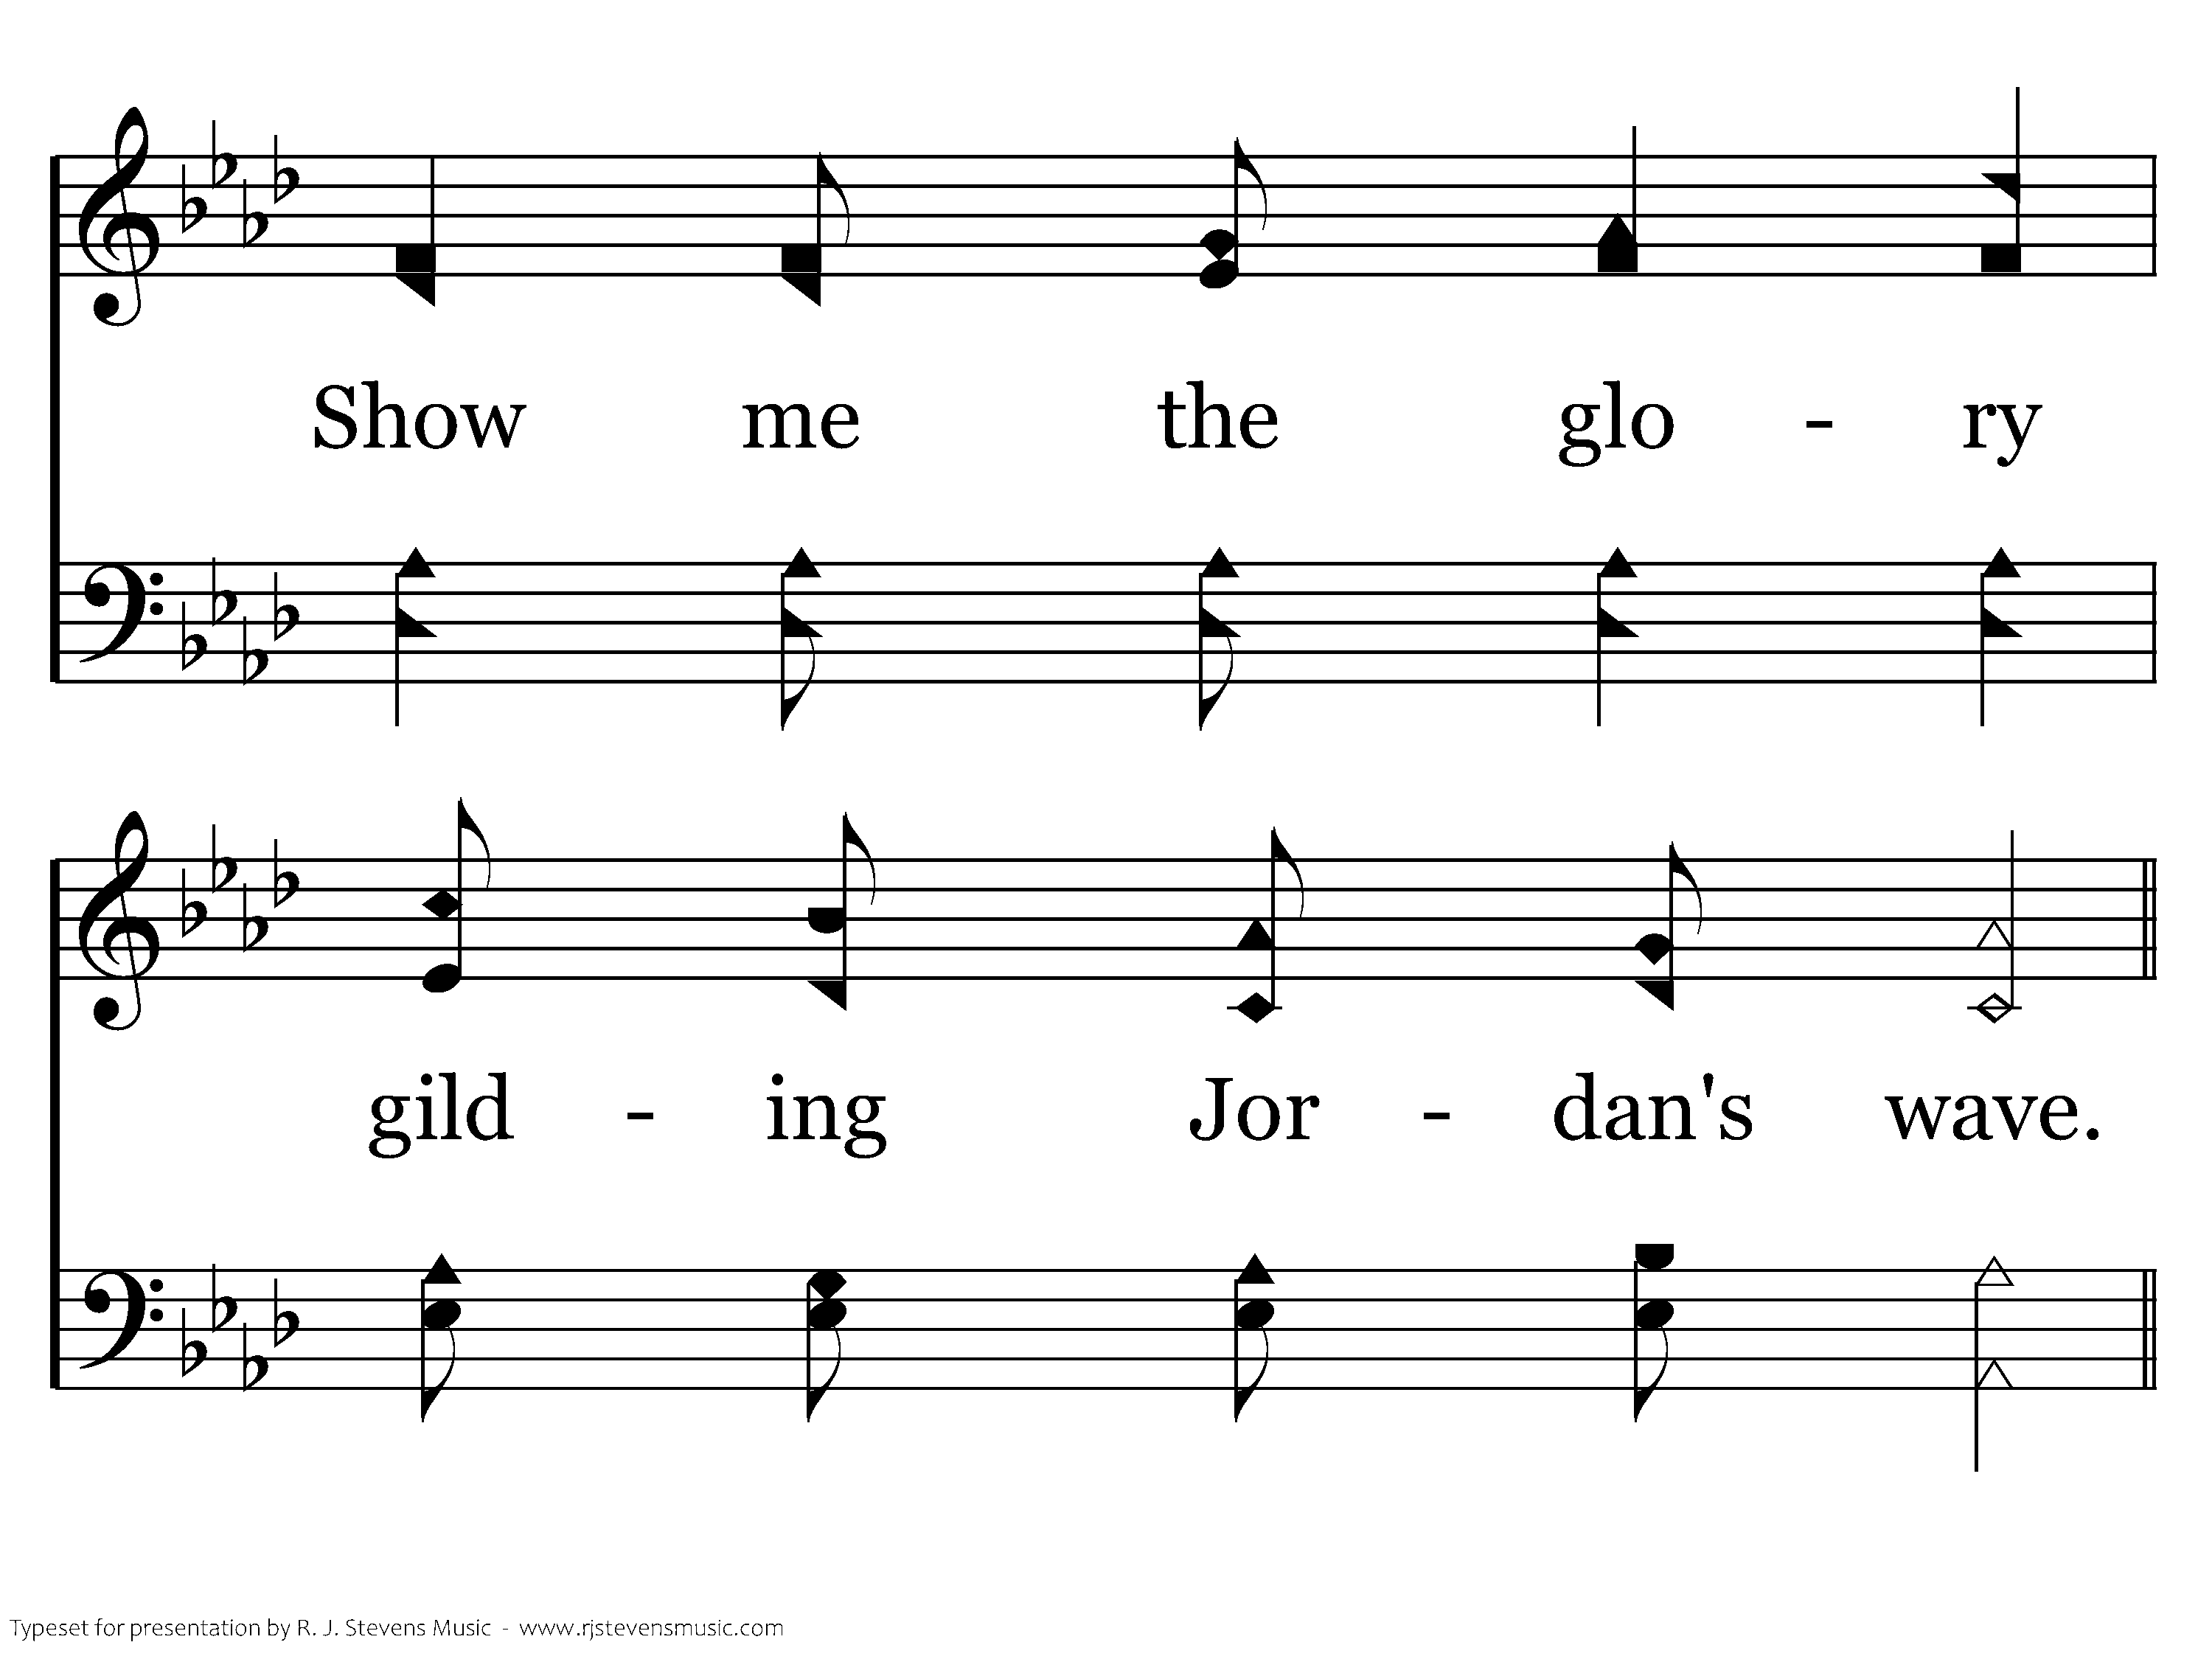 Show me the glo - ry
gild - ing Jor - dan's wave.
Typeset for presentation by R. J. Stevens Music - www.rjstevensmusic.com